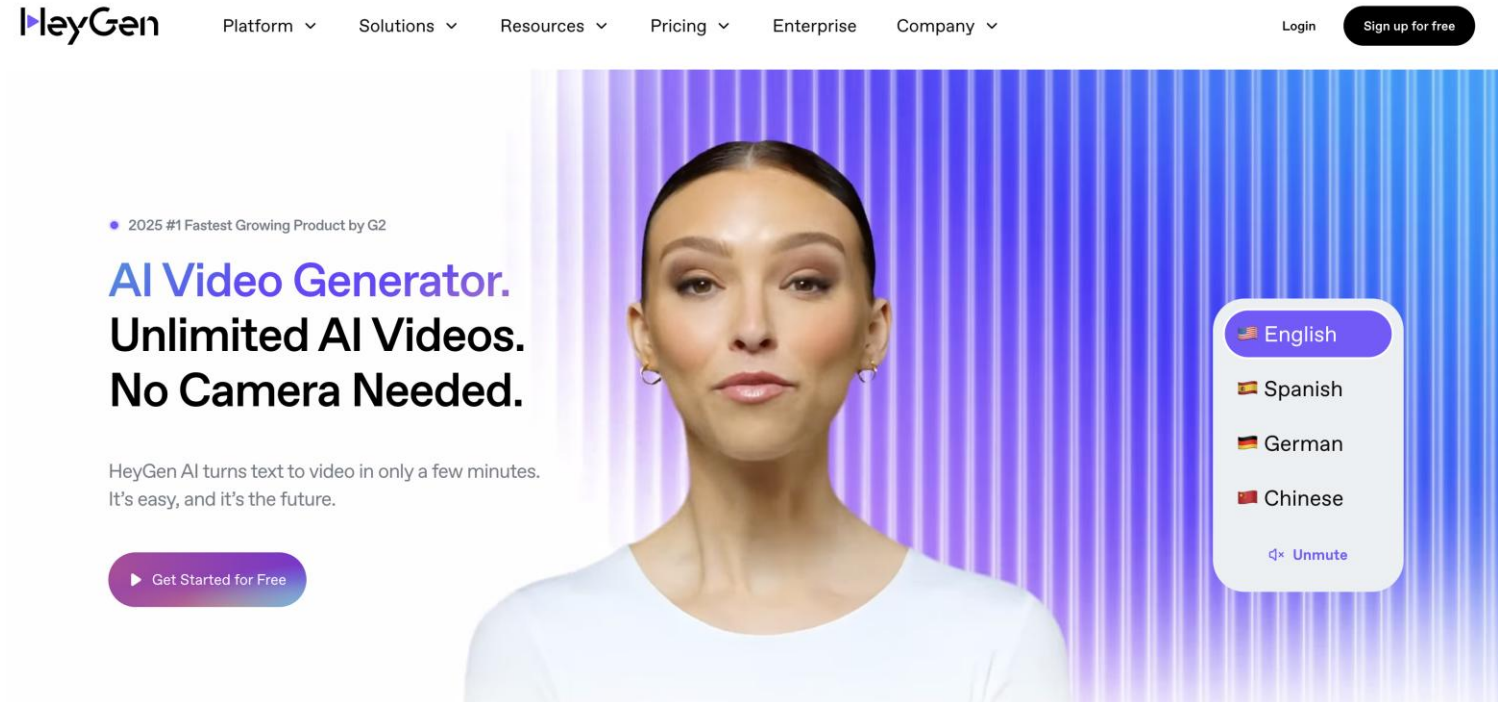 HeyGen
Platform
Solutions
Resources
Pricing
Enterprise
Company
Login
Sign up for free
2025 #1 Fastest Growing Product by G2
AI Video Generator.
Unlimited AI Videos.
No Camera Needed.
HeyGen AI turns text to video in only a few minutes.
It's easy, and it's the future.
Get Started for Free
English
Spanish
German
Chinese
Unmute